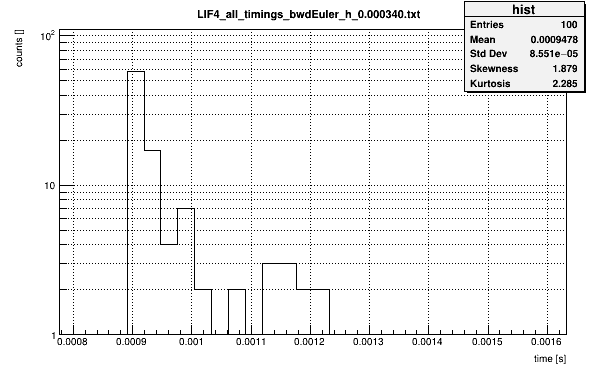 LIF4_all_timings_bwdEuler_h_0.000340.txt
hist
Entries 100
Mean 0.0009478
Std Dev 8.551e−05
Skewness 1.879
Kurtosis 2.285
counts []
10²
10
1
0.0008 0.0009 0.001 0.0011 0.0012 0.0013 0.0014 0.0015 0.0016
time [s]